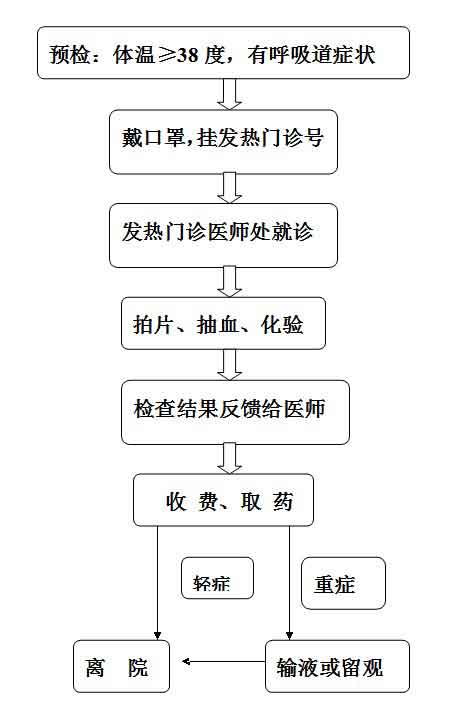 预检：体温≥38度，有呼吸道症状
戴口罩，挂发热门诊号
发热门诊医师处就诊
拍片、抽血、化验
检查结果反馈给医师
收 费、取 药
轻症
重症
离 院
输液或留观